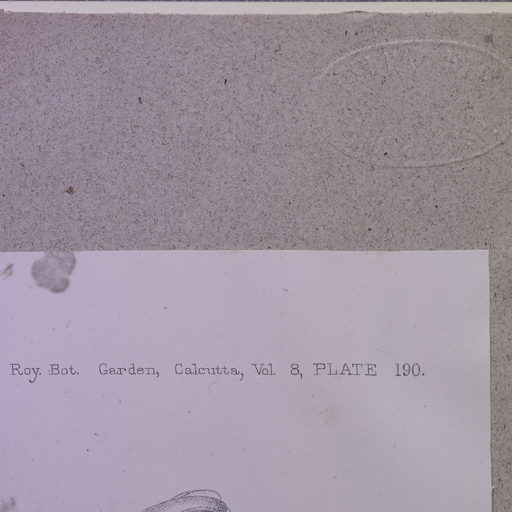 Roy. Bot. Garden, Calcutta, Vol. 8, PLATE 190.